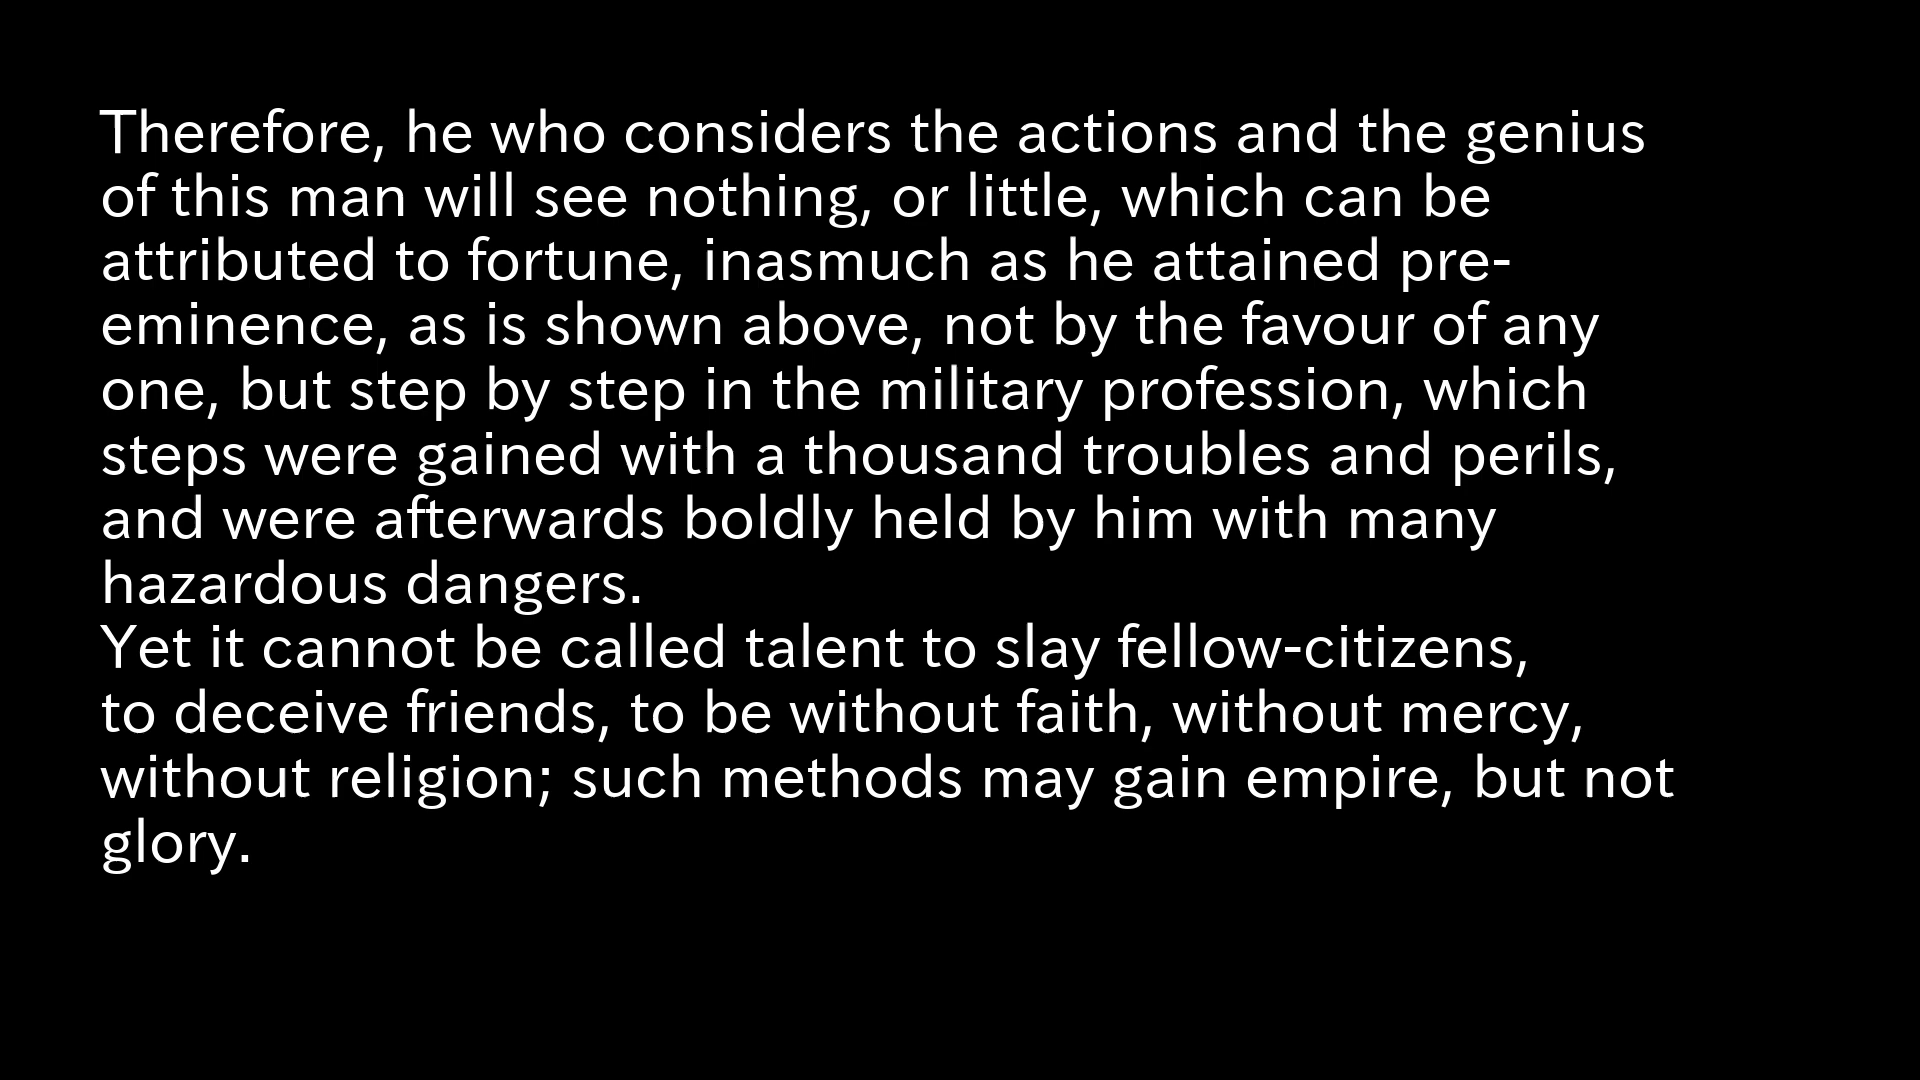 Therefore, he who considers the actions and the genius
of this man will see nothing, or little, which can be
attributed to fortune, inasmuch as he attained pre-
eminence, as is shown above, not by the favour of any
one, but step by step in the military profession, which
steps were gained with a thousand troubles and perils,
and were afterwards boldly held by him with many
hazardous dangers.
Yet it cannot be called talent to slay fellow-citizens,
to deceive friends, to be without faith, without mercy,
without religion; such methods may gain empire, but not
glory.